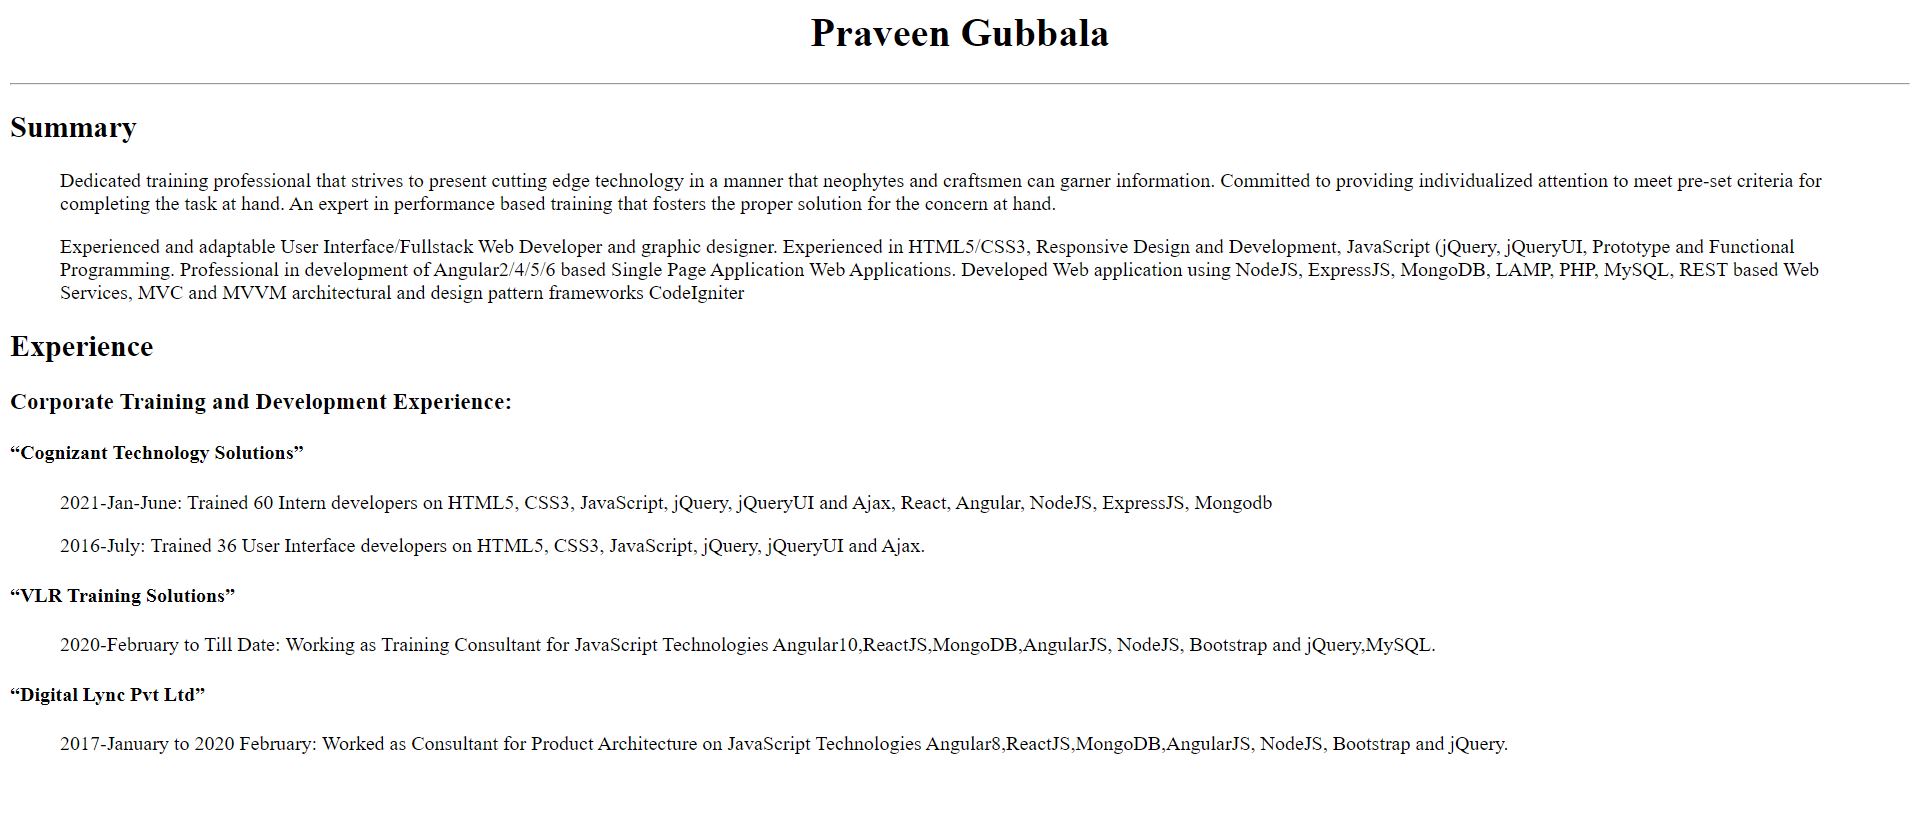 Praveen Gubbala
Summary
Dedicated training professional that strives to present cutting edge technology in a manner that neophytes and craftsmen can garner information. Committed to providing individualized attention to meet pre-set criteria for
completing the task at hand. An expert in performance based training that fosters the proper solution for the concern at hand.
Experienced and adaptable User Interface/Fullstack Web Developer and graphic designer. Experienced in HTML5/CSS3, Responsive Design and Development, JavaScript (jQuery, jQueryUI, Prototype and Functional
Programming. Professional in development of Angular2/4/5/6 based Single Page Application Web Applications. Developed Web application using NodeJS, ExpressJS, MongoDB, LAMP, PHP, MySQL, REST based Web
Services, MVC and MVVM architectural and design pattern frameworks CodeIgniter
Experience
Corporate Training and Development Experience:
“Cognizant Technology Solutions”
2021-Jan-June: Trained 60 Intern developers on HTML5, CSS3, JavaScript, jQuery, jQueryUI and Ajax, React, Angular, NodeJS, ExpressJS, Mongodb
2016-July: Trained 36 User Interface developers on HTML5, CSS3, JavaScript, jQuery, jQueryUI and Ajax.
“VLR Training Solutions”
2020-February to Till Date: Working as Training Consultant for JavaScript Technologies Angular10,ReactJS,MongoDB,AngularJS, NodeJS, Bootstrap and jQuery,MySQL.
“Digital Lync Pvt Ltd”
2017-January to 2020 February: Worked as Consultant for Product Architecture on JavaScript Technologies Angular8,ReactJS,MongoDB,AngularJS, NodeJS, Bootstrap and jQuery.